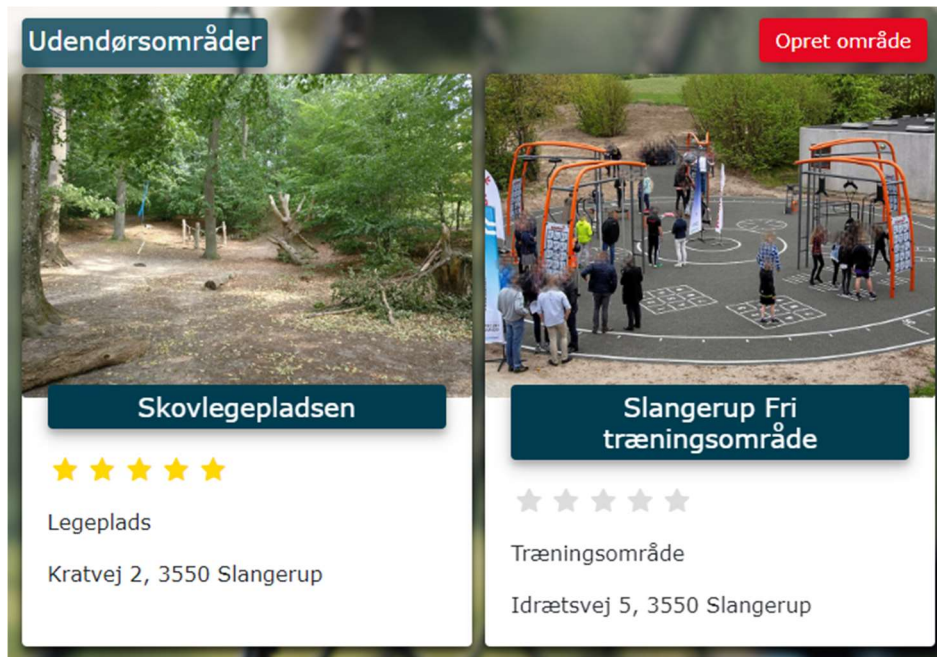 Udendørsområder
Opret område
Skovlegepladsen
Legeplads
Kratvej 2, 3550 Slangerup
Slangerup Fri
træningsområde
Træningsområde
Idrætsvej 5, 3550 Slangerup